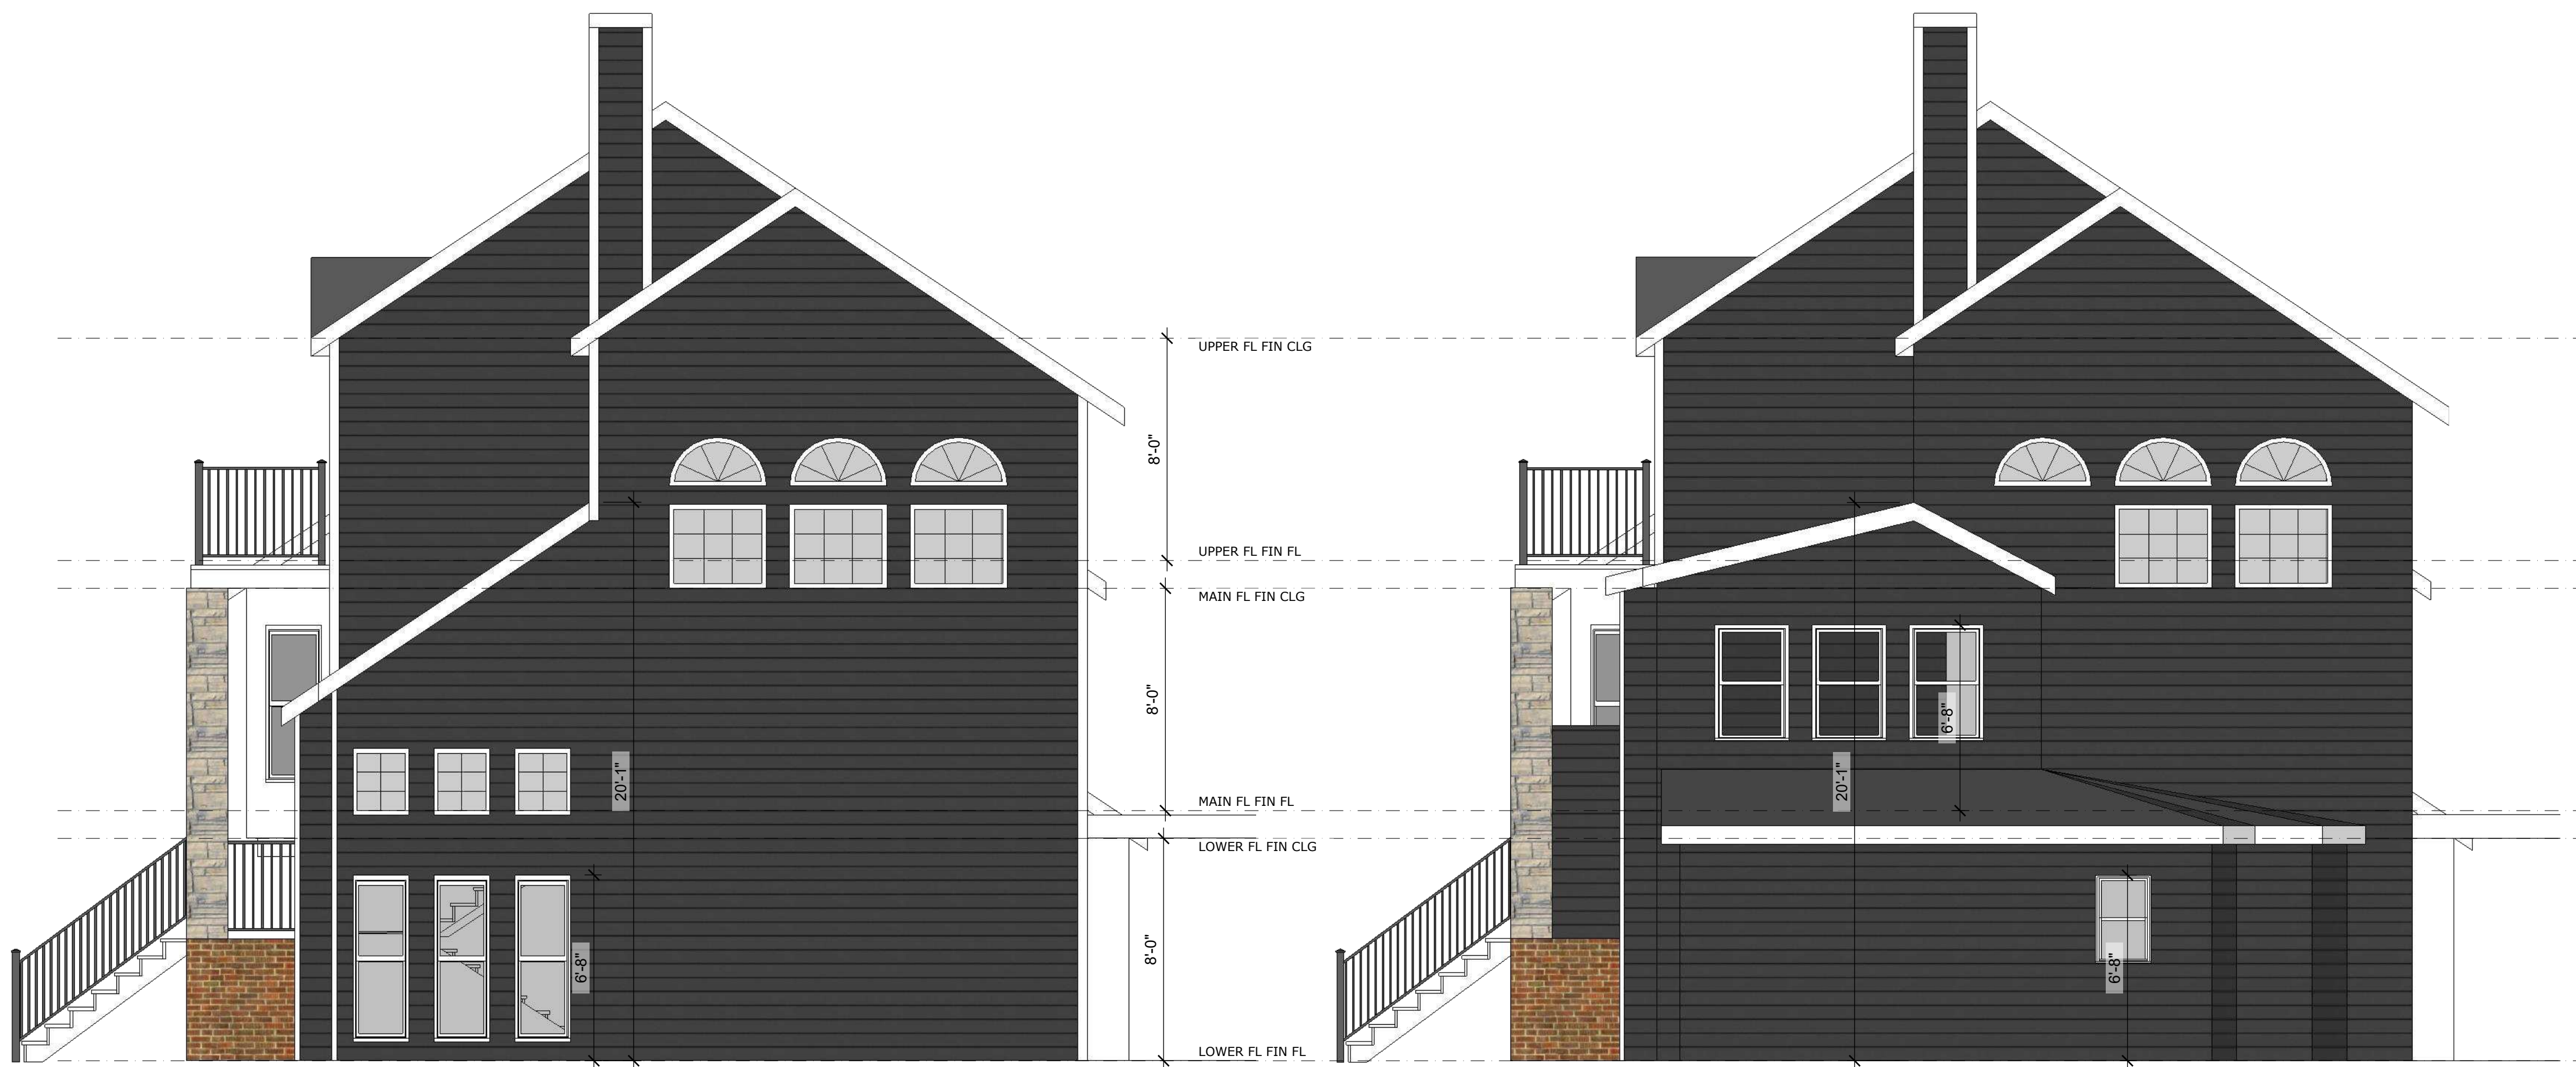 UPPER FL FIN CLG
8'-0"
UPPER FL FIN FL
MAIN FL FIN CLG
8'-0"
6'-8"
20'-1"
20'-1"
MAIN FL FIN FL
LOWER FL FIN CLG
8'-0"
6'-8"
6'-8"
LOWER FL FIN FL